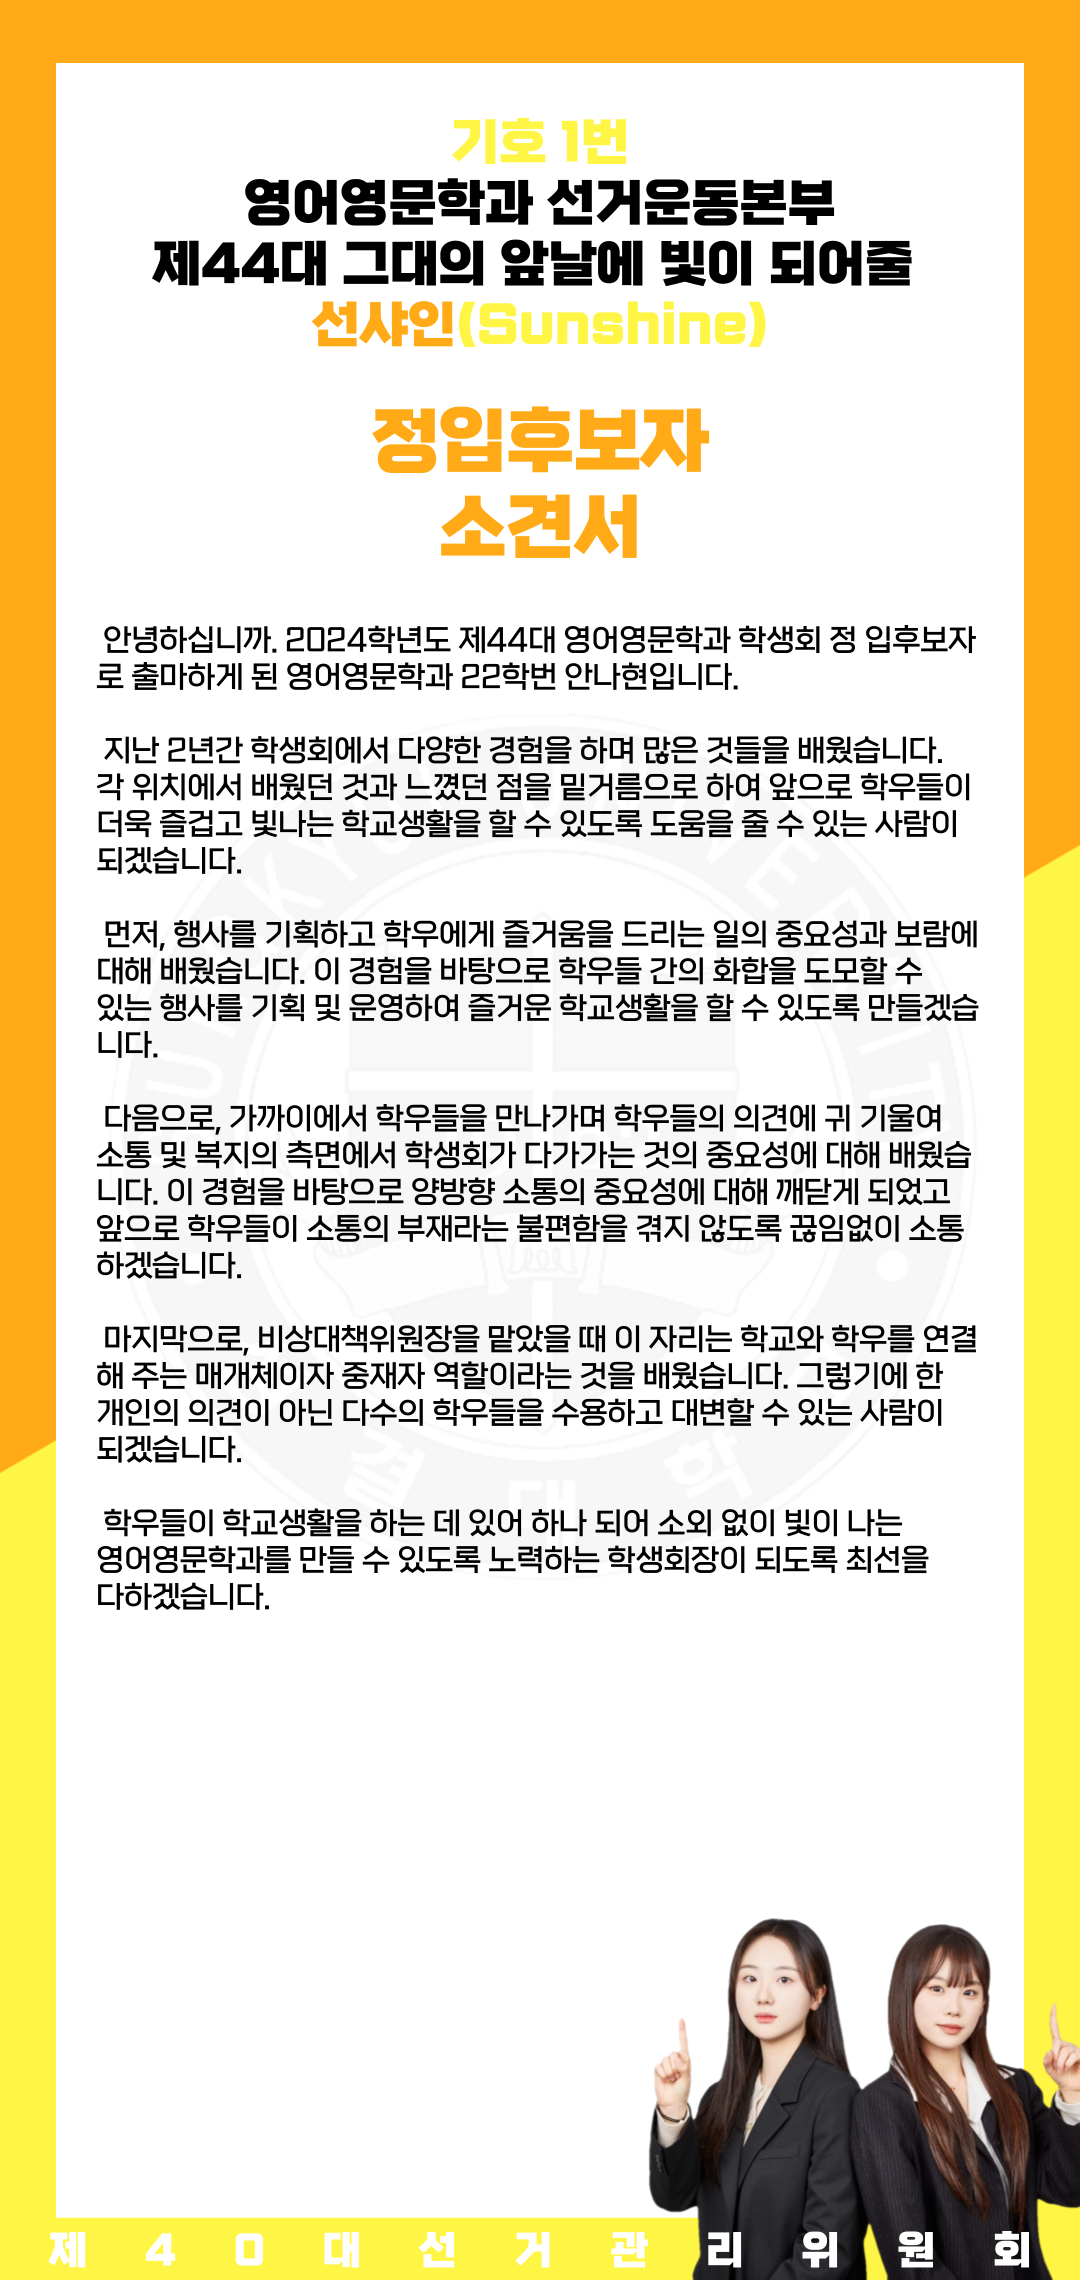 기호 1번
영어영문학과 선거운동본부
제44대 그대의 앞날에 빛이 되어줄
선샤인(Sunshine)
정입후보자
소견서
안녕하십니까. 2024학년도 제44대 영어영문학과 학생회 정 입후보자
로 출마하게 된 영어영문학과 22학번 안나현입니다.
지난 2년간 학생회에서 다양한 경험을 하며 많은 것들을 배웠습니다.
각 위치에서 배웠던 것과 느꼈던 점을 밑거름으로 하여 앞으로 학우들이
더욱 즐겁고 빛나는 학교생활을 할 수 있도록 도움을 줄 수 있는 사람이
되겠습니다.
먼저, 행사를 기획하고 학우에게 즐거움을 드리는 일의 중요성과 보람에
대해 배웠습니다. 이 경험을 바탕으로 학우들 간의 화합을 도모할 수
있는 행사를 기획 및 운영하여 즐거운 학교생활을 할 수 있도록 만들겠습
니다.
다음으로, 가까이에서 학우들을 만나가며 학우들의 의견에 귀 기울여
소통 및 복지의 측면에서 학생회가 다가가는 것의 중요성에 대해 배웠습
니다. 이 경험을 바탕으로 양방향 소통의 중요성에 대해 깨닫게 되었고
앞으로 학우들이 소통의 부재라는 불편함을 겪지 않도록 끊임없이 소통
하겠습니다.
마지막으로, 비상대책위원장을 맡았을 때 이 자리는 학교와 학우를 연결
해 주는 매개체이자 중재자 역할이라는 것을 배웠습니다. 그렇기에 한
개인의 의견이 아닌 다수의 학우들을 수용하고 대변할 수 있는 사람이
되겠습니다.
학우들이 학교생활을 하는 데 있어 하나 되어 소외 없이 빛이 나는
영어영문학과를 만들 수 있도록 노력하는 학생회장이 되도록 최선을
다하겠습니다.
결 대 학
제40대선거관리위원회